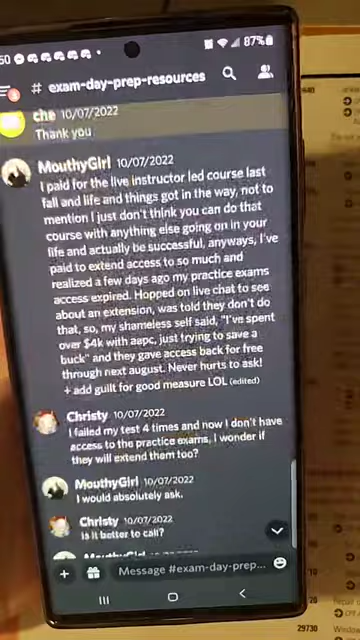 50
87%
# exam-day-prep-resources
che 10/07/2022
Thank you
MouthyGirl 10/07/2022
I paid for the live instructor led course last
fall and life and things got in the way, not to
mention I just don't think you can do that
course with anything else going on in your
life and actually be successful, anyways, I've
paid to extend access to so much and
realized a few days ago my practice exams
access expired. Hopped on live chat to see
about an extension, was told they don't do
that, so, my shameless self said, "I've spent
over $4k with aapc, just trying to save a
buck" and they gave access back for free
through next august. Never hurts to ask!
+ add guilt for good measure LOL (edited)
Christy 10/07/2022
I failed my test 4 times and now I don't have
access to the practice exams, I wonder if
they will extend them too?
MouthyGirl 10/07/2022
I would absolutely ask.
Christy 10/07/2022
Is it better to call?
MouthyGirl 10/07/2022
Message #exam-day-prep...
29730
Window